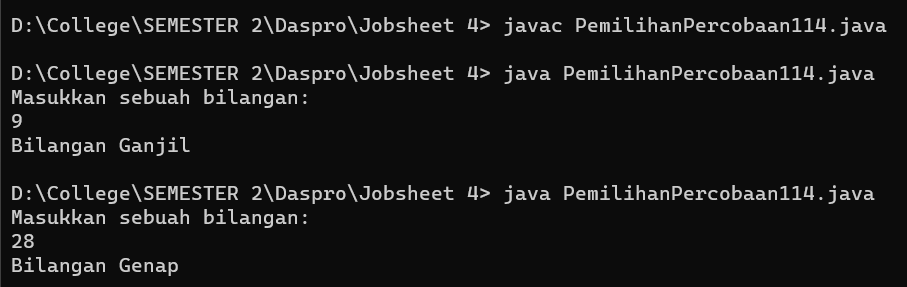 D:\College\SEMESTER 2\Daspro\Jobsheet 4> javac PemilihanPercobaan114.java
D:\College\SEMESTER 2\Daspro\Jobsheet 4> java PemilihanPercobaan114.java
Masukkan sebuah bilangan:
9
Bilangan Ganjil
D:\College\SEMESTER 2\Daspro\Jobsheet 4> java PemilihanPercobaan114.java
Masukkan sebuah bilangan:
28
Bilangan Genap